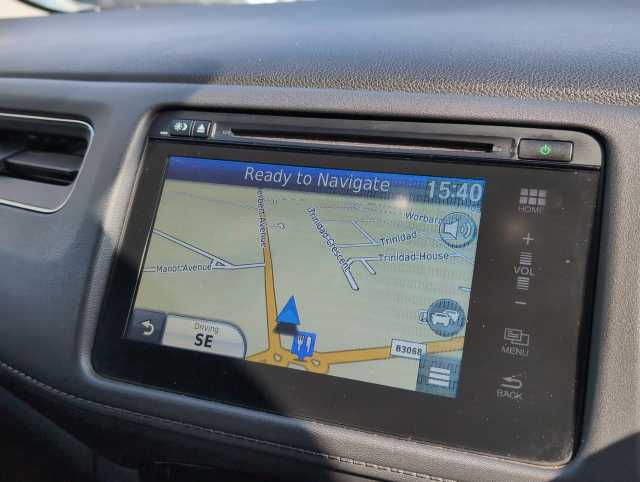 Ready to Navigate
15:40
HOME
Trinidad Crescent
Trinidad
Trinidad House
Manor Avenue
VOL
Driving
SE
B3068
MENU
BACK